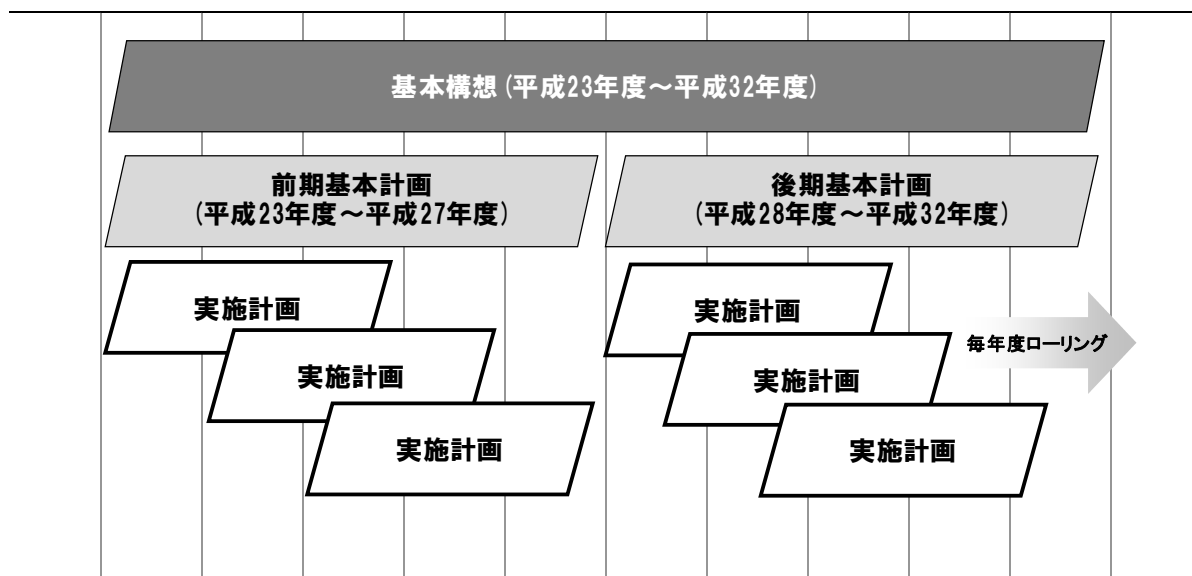 基本構想(平成23年度～平成32年度)
前期基本計画
(平成23年度～平成27年度)
後期基本計画
(平成28年度～平成32年度)
実施計画
実施計画
実施計画
実施計画
実施計画
実施計画
毎年度ローリング